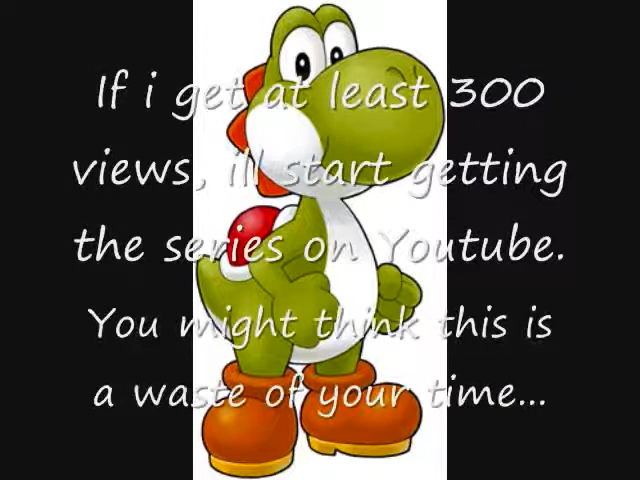 If i get at least 300
views, ill start getting
the series on Youtube.
You might think this is
a waste of your time...